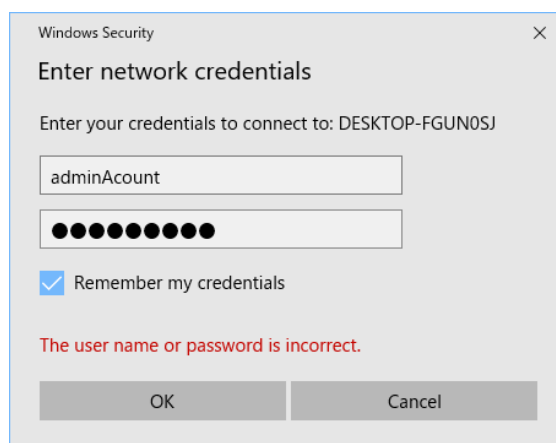 Windows Security
Enter network credentials
Enter your credentials to connect to: DESKTOP-FGUN0SJ
adminAcount
●●●●●●●●●
Remember my credentials
The user name or password is incorrect.
OK Cancel